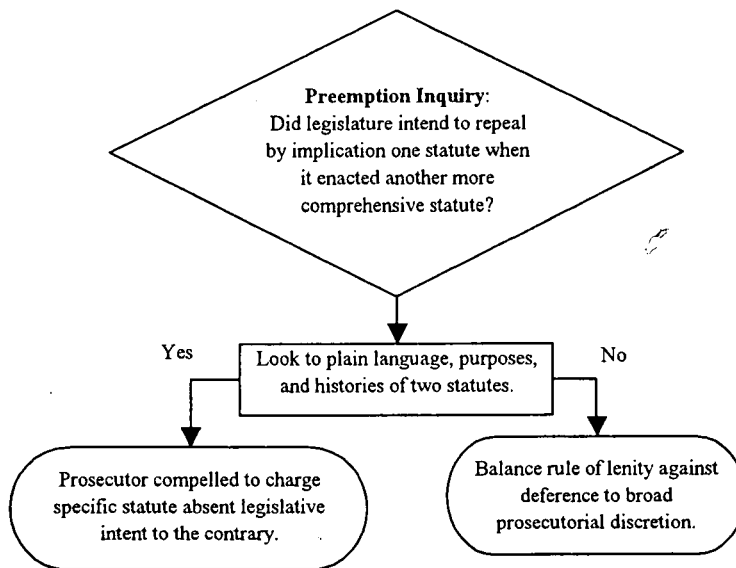 Preemption Inquiry:
Did legislature intend to repeal
by implication one statute when
it enacted another more
comprehensive statute?
Yes
Look to plain language, purposes,
and histories of two statutes.
No
Prosecutor compelled to charge
specific statute absent legislative
intent to the contrary.
Balance rule of lenity against
deference to broad
prosecutorial discretion.